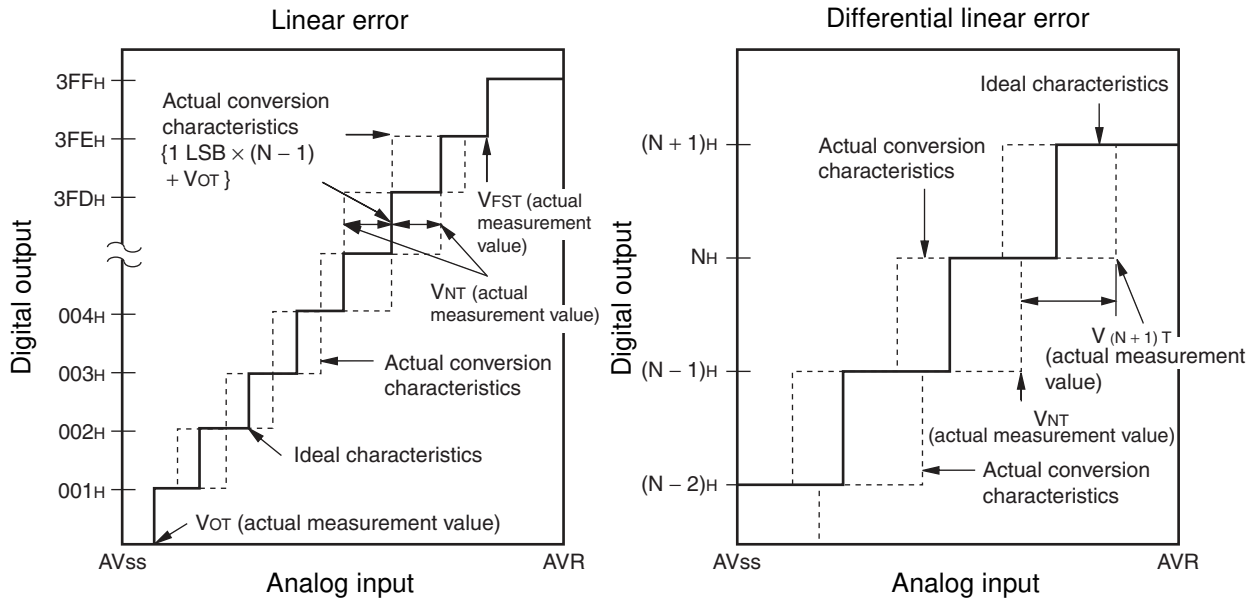 Linear error
Digital output
3FFH
3FEH
3FDH
004H
003H
002H
001H
Actual conversion
characteristics
{1 LSB × (N – 1)
+ VOT }
VFST (actual
measurement
value)
VNT (actual
measurement value)
Actual conversion
characteristics
Ideal characteristics
VOT (actual measurement value)
AVss
AVR
Analog input
Differential linear error
Digital output
(N + 1)H
NH
(N – 1)H
(N – 2)H
Ideal characteristics
Actual conversion
characteristics
V (N + 1) T
(actual measurement
value)
VNT
(actual measurement value)
Actual conversion
characteristics
AVss
AVR
Analog input